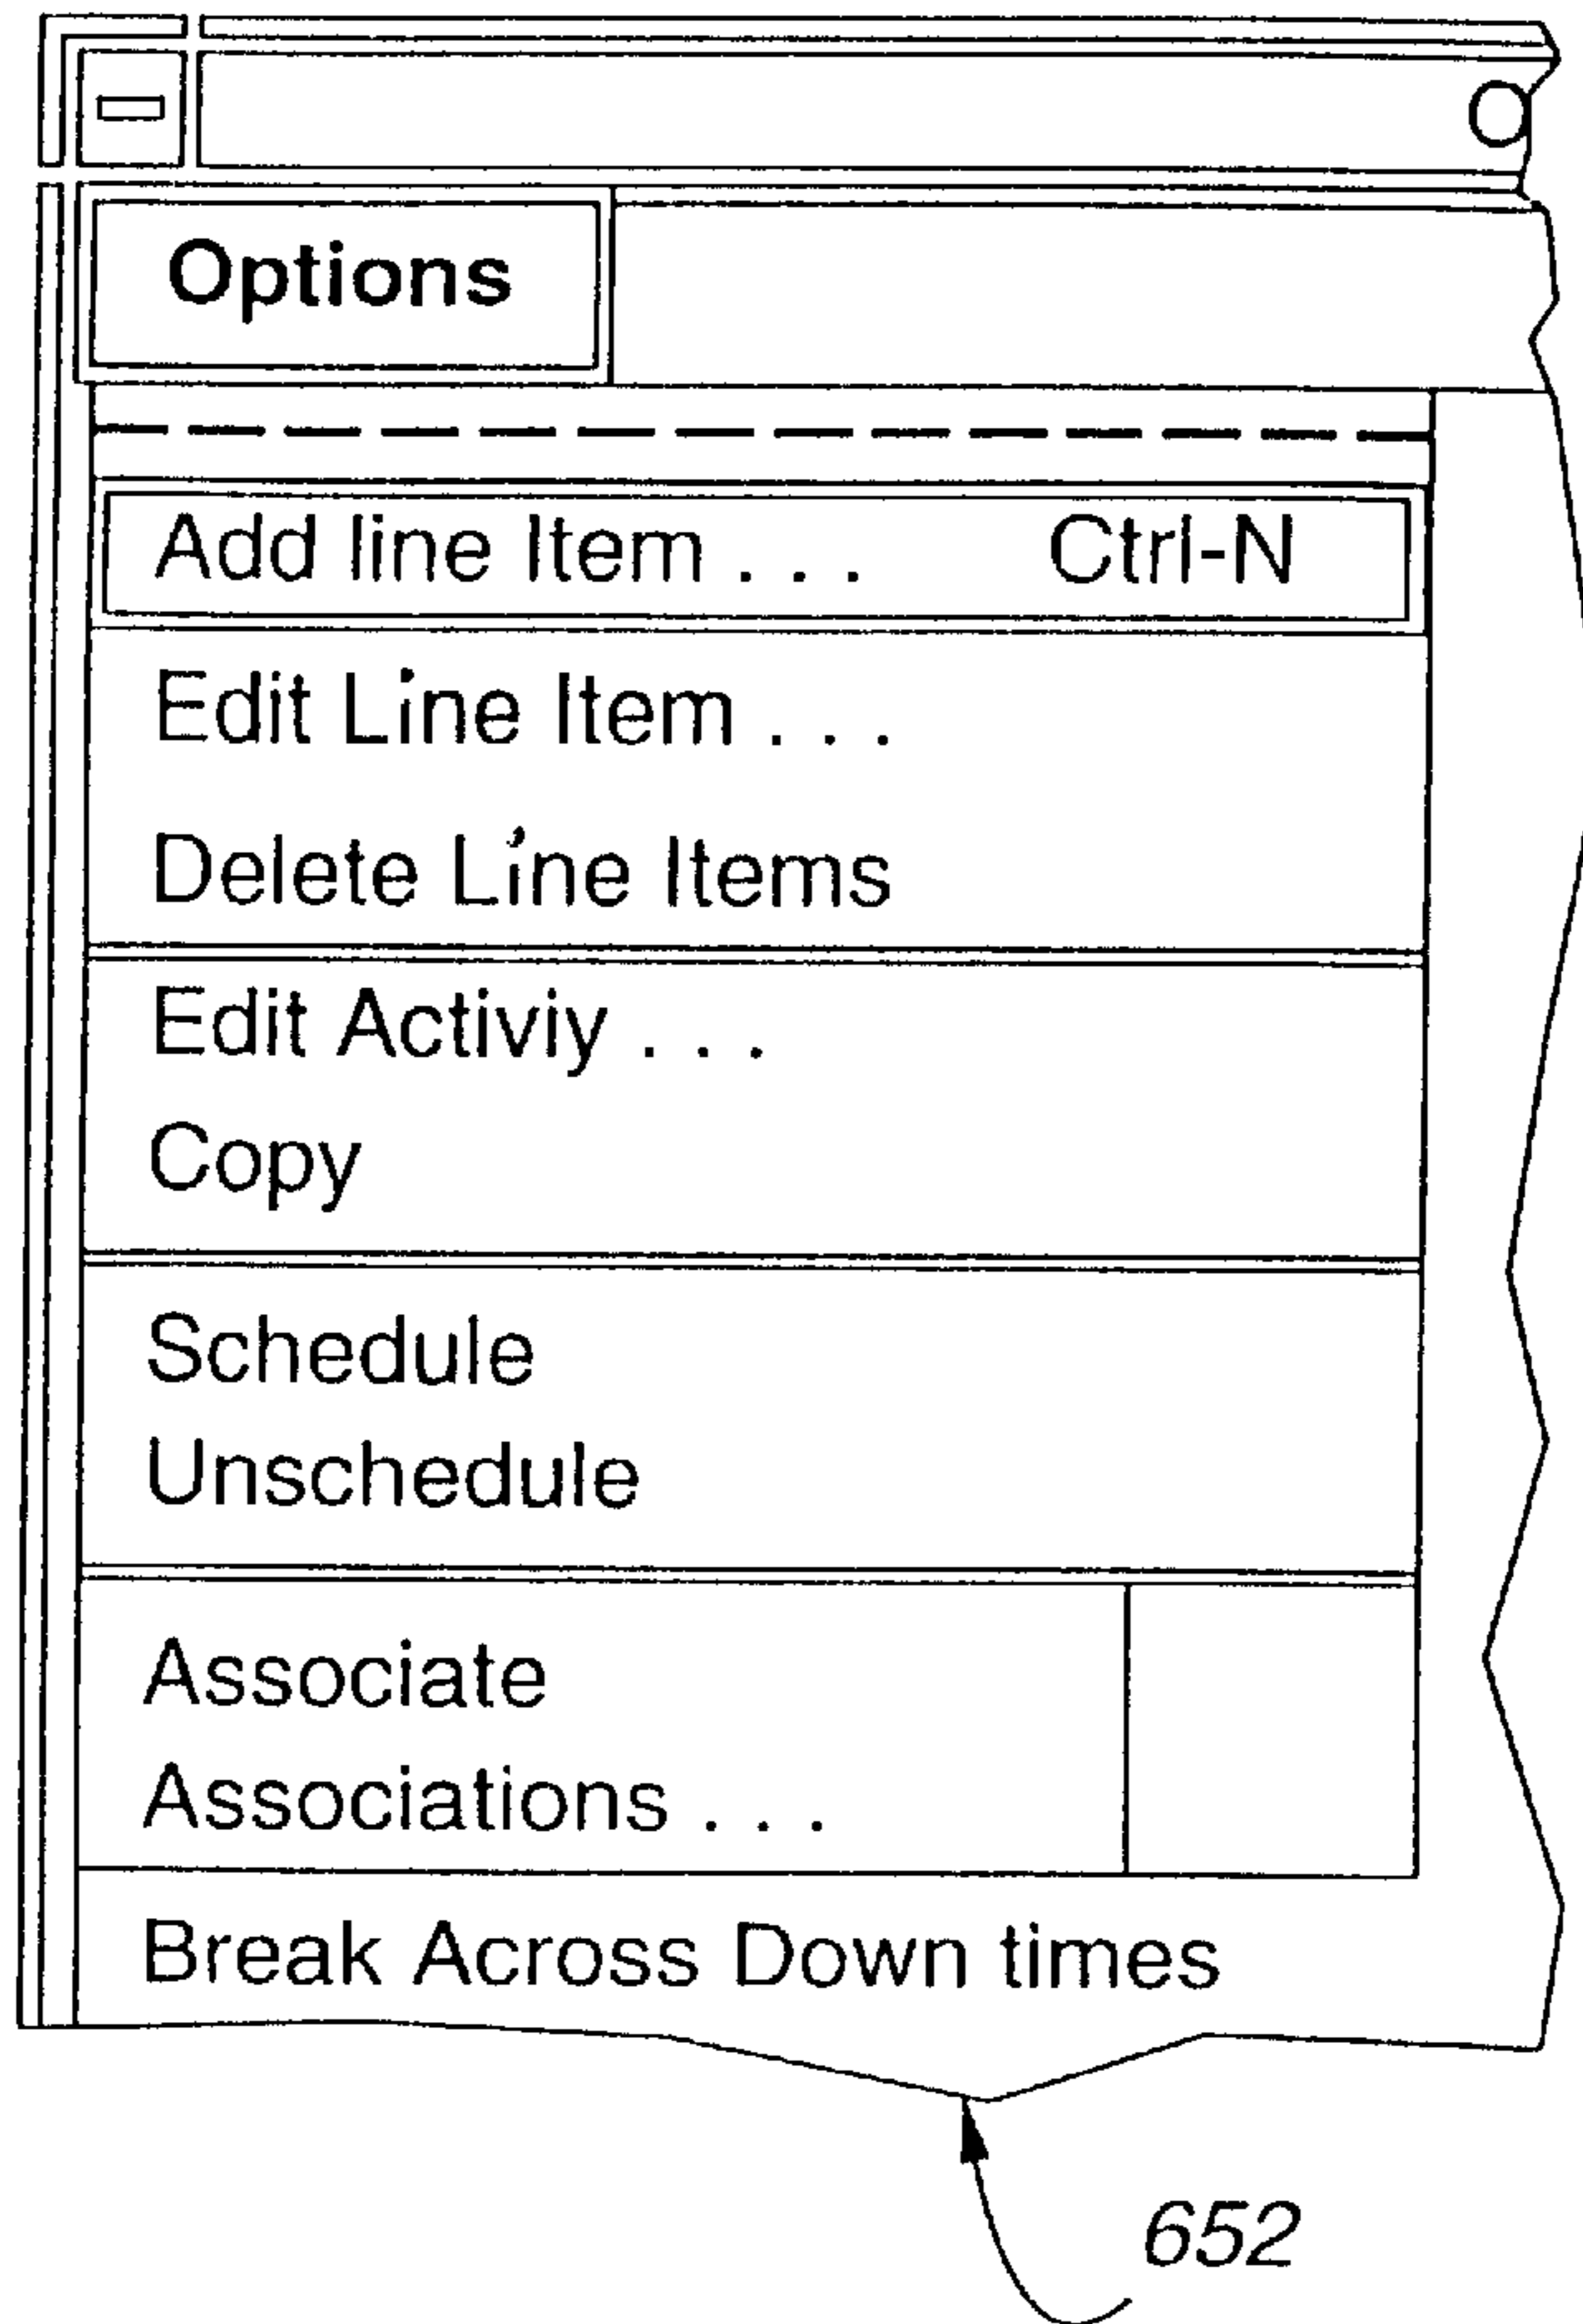 Options
Add line Item . . . Ctrl-N
Edit Line Item . . .
Delete Line Items
Edit Activiy . . .
Copy
Schedule
Unschedule
Associate
Associations . . .
Break Across Down times
652